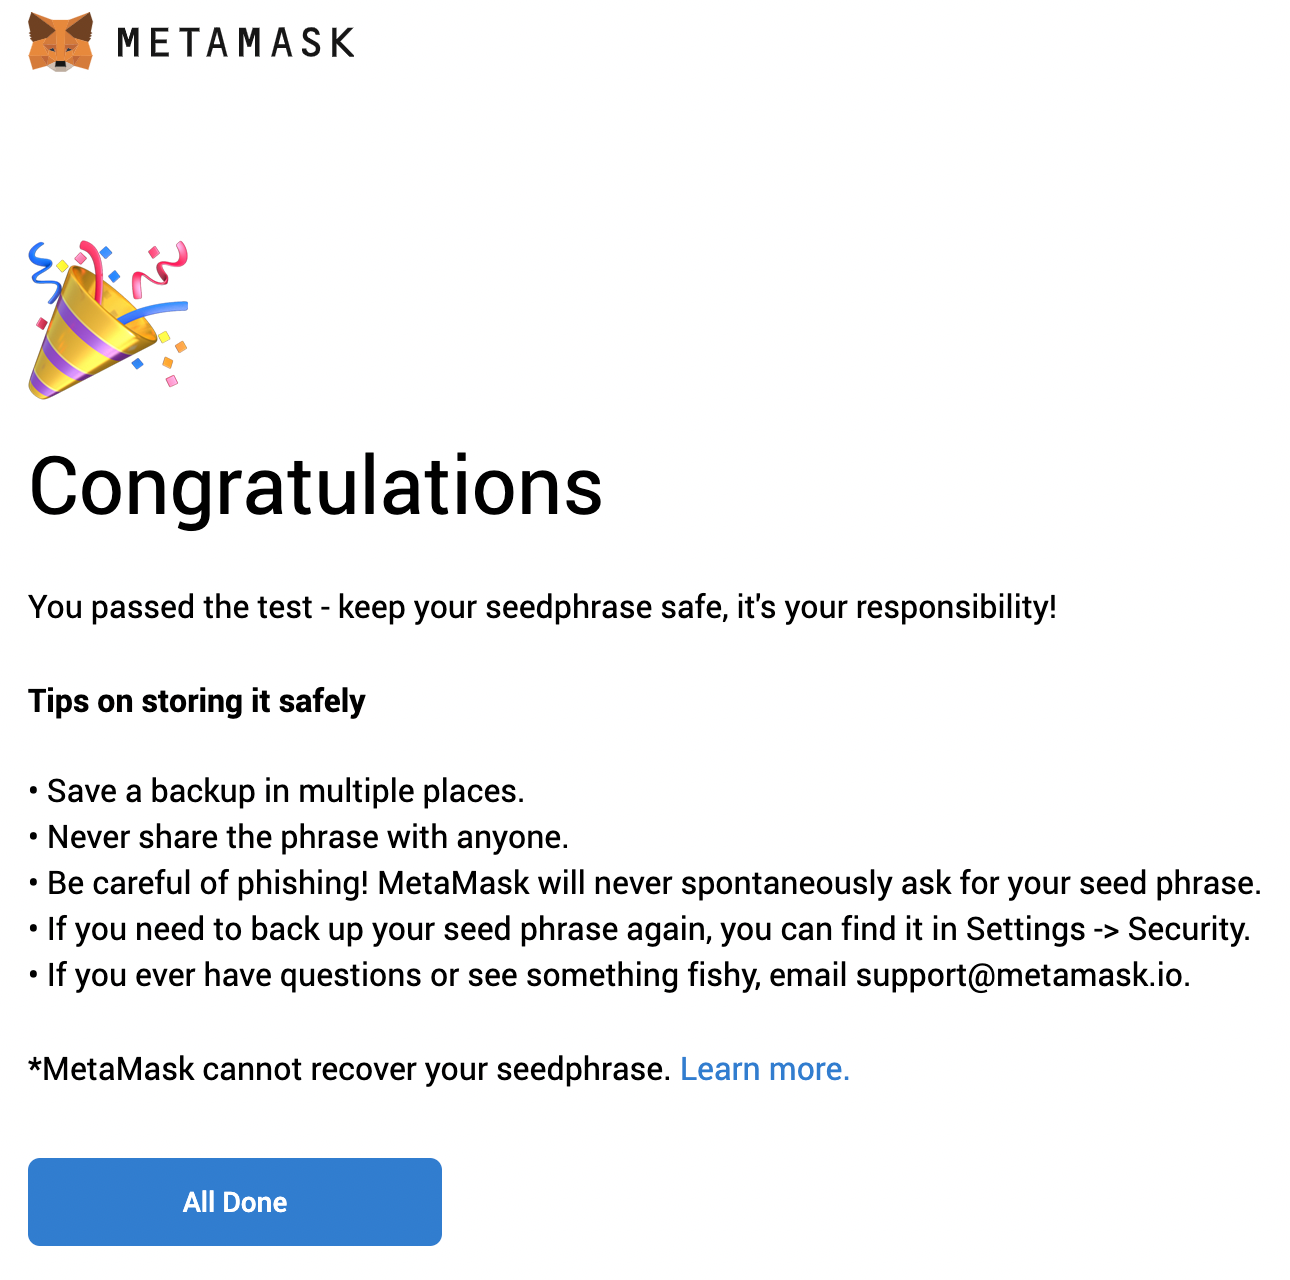 METAMASK
Congratulations
You passed the test - keep your seedphrase safe, it's your responsibility!
Tips on storing it safely
• Save a backup in multiple places.
• Never share the phrase with anyone.
• Be careful of phishing! MetaMask will never spontaneously ask for your seed phrase.
• If you need to back up your seed phrase again, you can find it in Settings -> Security.
• If you ever have questions or see something fishy, email support@metamask.io.
*MetaMask cannot recover your seedphrase. Learn more.
All Done